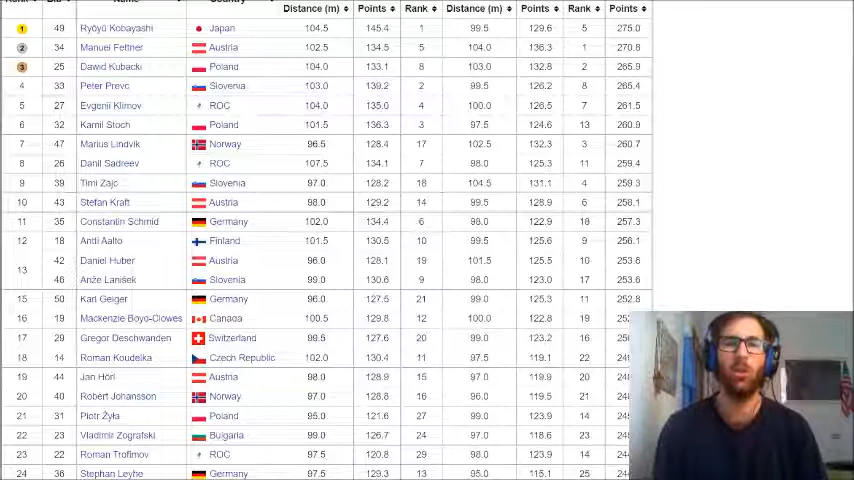 Distance (m) Points Rank Distance (m) Points Rank Points
1 49 Ryōyū Kobayashi Japan 104.5 145.4 1 99.5 129.6 5 275.0
2 34 Manuel Fettner Austria 102.5 134.5 5 104.0 136.3 1 270.8
3 25 Dawid Kubacki Poland 104.0 133.1 8 103.0 132.8 2 265.9
4 33 Peter Prevc Slovenia 103.0 139.2 2 99.5 126.2 8 265.4
5 27 Evgenii Klimov ROC 104.0 135.0 4 100.0 126.5 7 261.5
6 32 Kamil Stoch Poland 101.5 136.3 3 97.5 124.6 13 260.9
7 47 Marius Lindvik Norway 96.5 128.4 17 102.5 132.3 3 260.7
8 26 Danil Sadreev ROC 107.5 134.1 7 98.0 125.3 11 259.4
9 39 Timi Zajc Slovenia 97.0 128.2 18 104.5 131.1 4 259.3
10 43 Stefan Kraft Austria 98.0 129.2 14 99.5 128.9 6 258.1
11 35 Constantin Schmid Germany 102.0 134.4 6 98.0 122.9 18 257.3
12 18 Antti Aalto Finland 101.5 130.5 10 99.5 125.6 9 256.1
13 42 Daniel Huber Austria 96.0 128.1 19 101.5 125.5 10 253.6
46 Anže Lanišek Slovenia 99.0 130.6 9 98.0 123.0 17 253.6
15 50 Karl Geiger Germany 96.0 127.5 21 99.0 125.3 11 252.8
16 19 Mackenzie Boyd-Clowes Canada 100.5 129.8 12 100.0 122.8 19
17 29 Gregor Deschwanden Switzerland 99.5 127.6 20 99.0 123.2 16
18 14 Roman Koudelka Czech Republic 102.0 130.4 11 97.5 119.1 22
19 44 Jan Hörl Austria 98.0 128.9 15 97.0 119.9 20
20 40 Robert Johansson Norway 97.0 128.8 16 96.0 119.5 21
21 31 Piotr Żyła Poland 95.0 121.6 27 99.0 123.9 14
22 23 Vladimir Zografski Bulgaria 99.0 126.7 24 97.0 118.6 23
23 22 Roman Trofimov ROC 97.5 120.8 29 98.0 123.9 14
24 36 Stephan Leyhe Germany 97.5 129.3 13 95.0 115.1 25